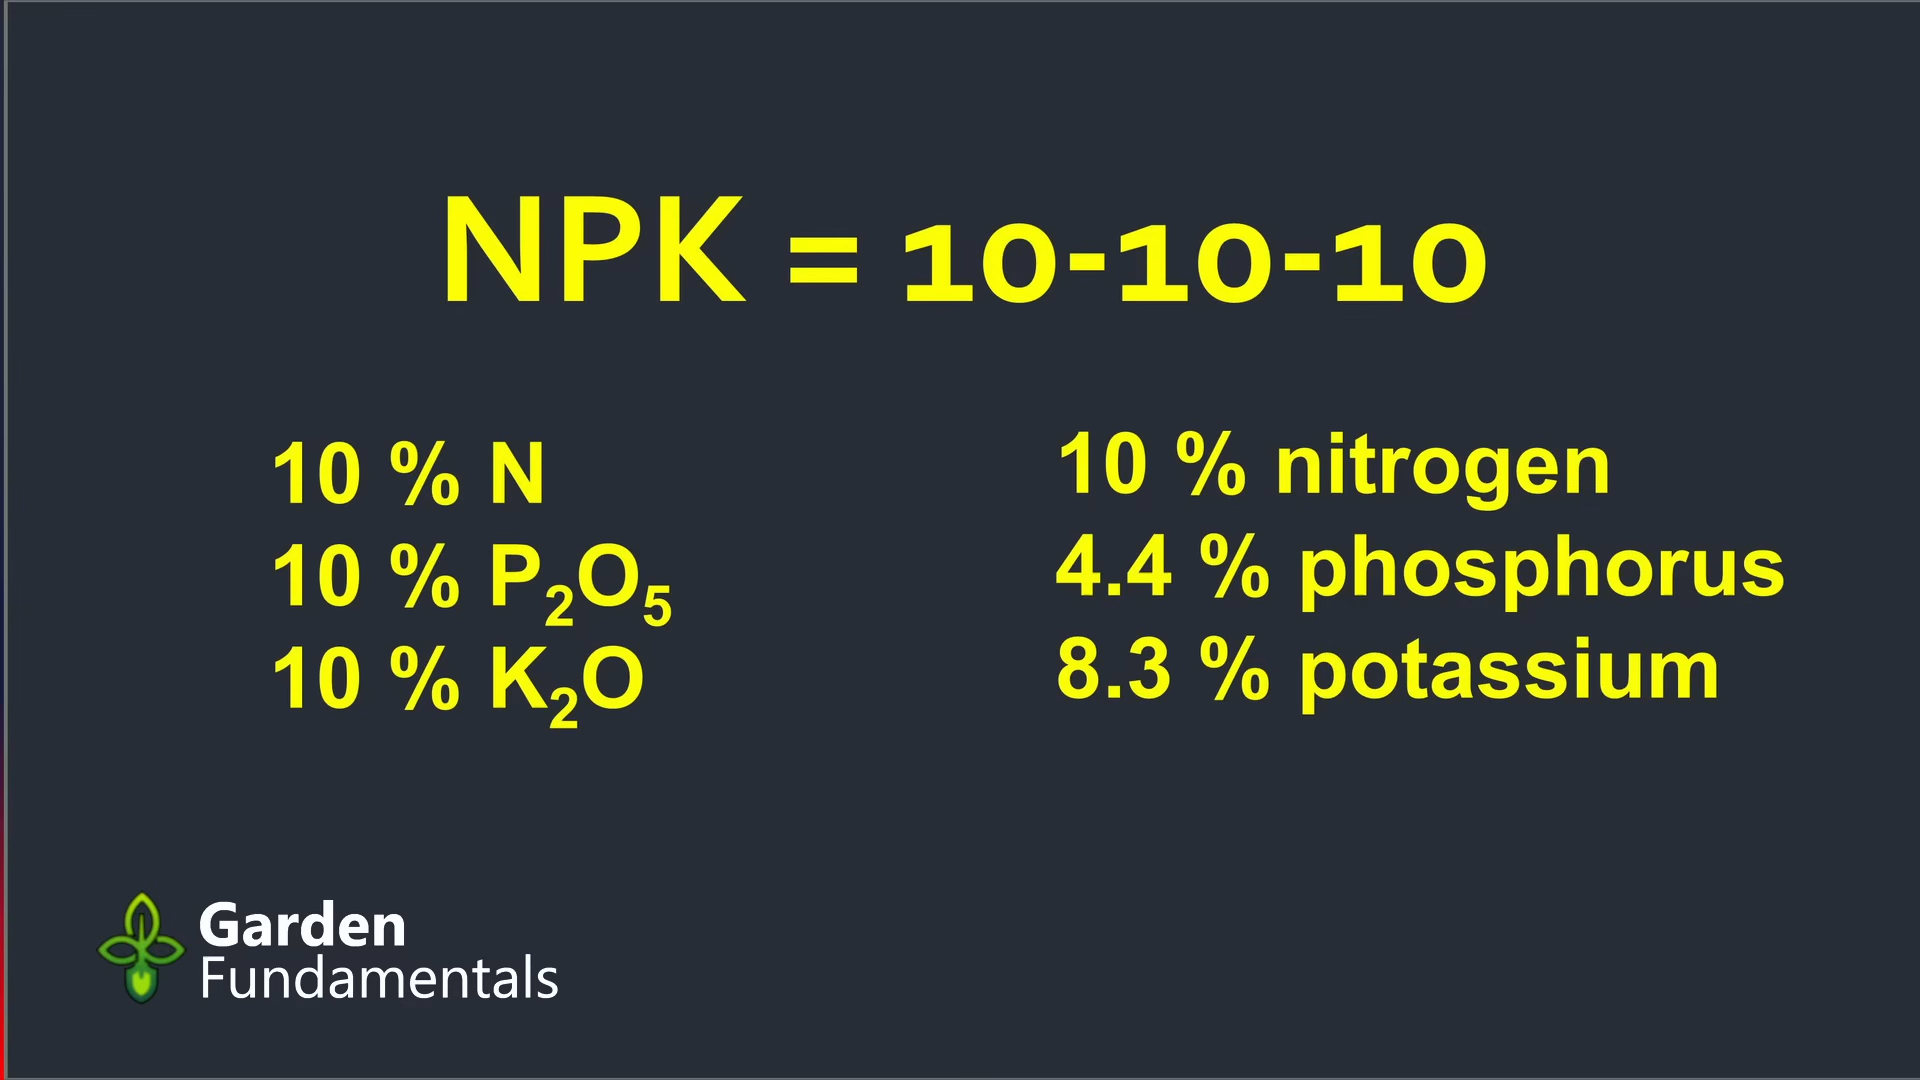 NPK = 10-10-10
10 % N
10 % P₂O₅
10 % K₂O
10 % nitrogen
4.4 % phosphorus
8.3 % potassium
Garden
Fundamentals